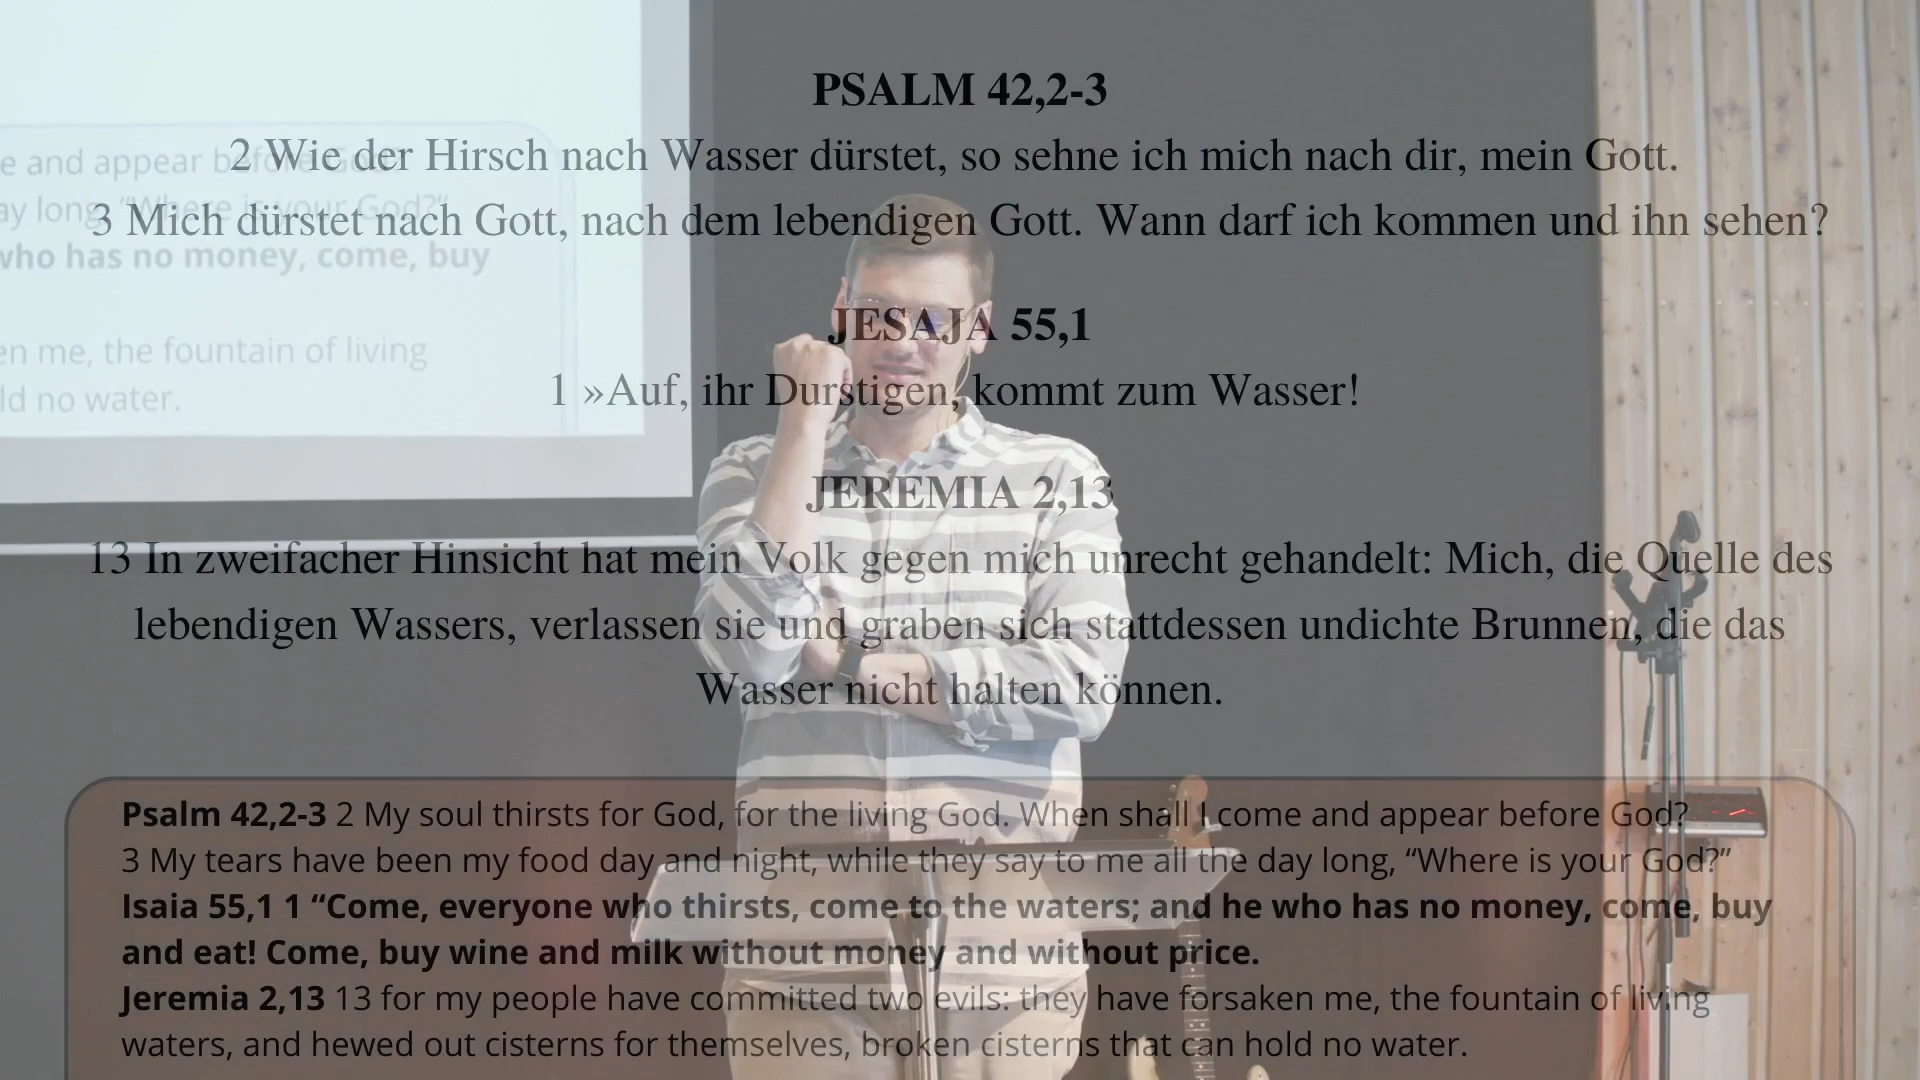 PSALM 42,2-3
2 Wie der Hirsch nach Wasser dürstet, so sehne ich mich nach dir, mein Gott.
3 Mich dürstet nach Gott, nach dem lebendigen Gott. Wann darf ich kommen und ihn sehen?
JESAJA 55,1
1 »Auf, ihr Durstigen, kommt zum Wasser!
JEREMIA 2,13
13 In zweifacher Hinsicht hat mein Volk gegen mich unrecht gehandelt: Mich, die Quelle des
lebendigen Wassers, verlassen sie und graben sich stattdessen undichte Brunnen, die das
Wasser nicht halten können.
e and appear before God?
ay long, “Where is your God?”
who has no money, come, buy
en me, the fountain of living
ld no water.
Psalm 42,2-3 2 My soul thirsts for God, for the living God. When shall I come and appear before God?
3 My tears have been my food day and night, while they say to me all the day long, “Where is your God?”
Isaia 55,1 1 “Come, everyone who thirsts, come to the waters; and he who has no money, come, buy
and eat! Come, buy wine and milk without money and without price.
Jeremia 2,13 13 for my people have committed two evils: they have forsaken me, the fountain of living
waters, and hewed out cisterns for themselves, broken cisterns that can hold no water.